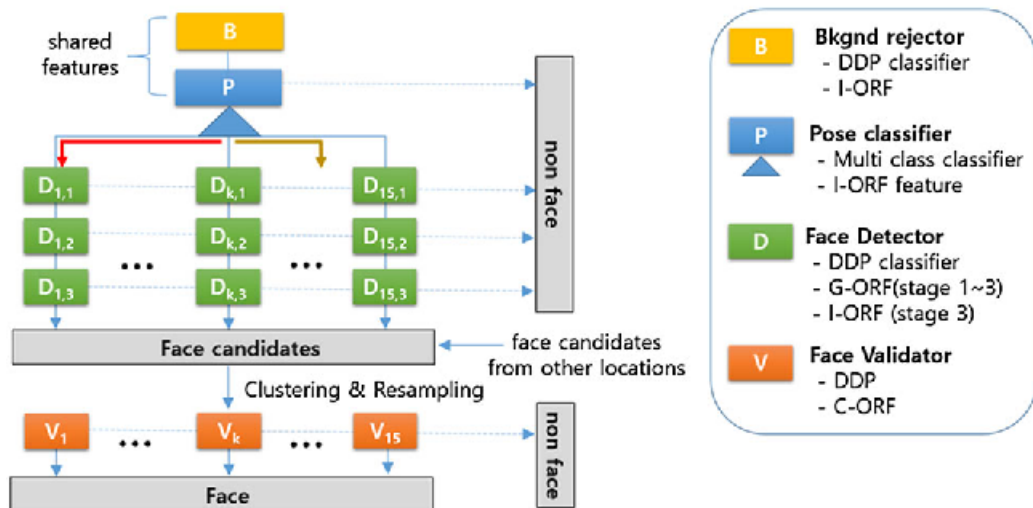 B
shared
features
P
non face
D1,1
Dk,1
D15,1
D1,2
Dk,2
D15,2
...
...
D1,3
Dk,3
D15,3
Face candidates
face candidates
from other locations
Clustering & Resampling
V1
...
Vk
...
V15
non face
Face
B
Bkgnd rejector
- DDP classifier
- I-ORF
P
Pose classifier
- Multi class classifier
- I-ORF feature
D
Face Detector
- DDP classifier
- G-ORF(stage 1~3)
- I-ORF (stage 3)
V
Face Validator
- DDP
- C-ORF